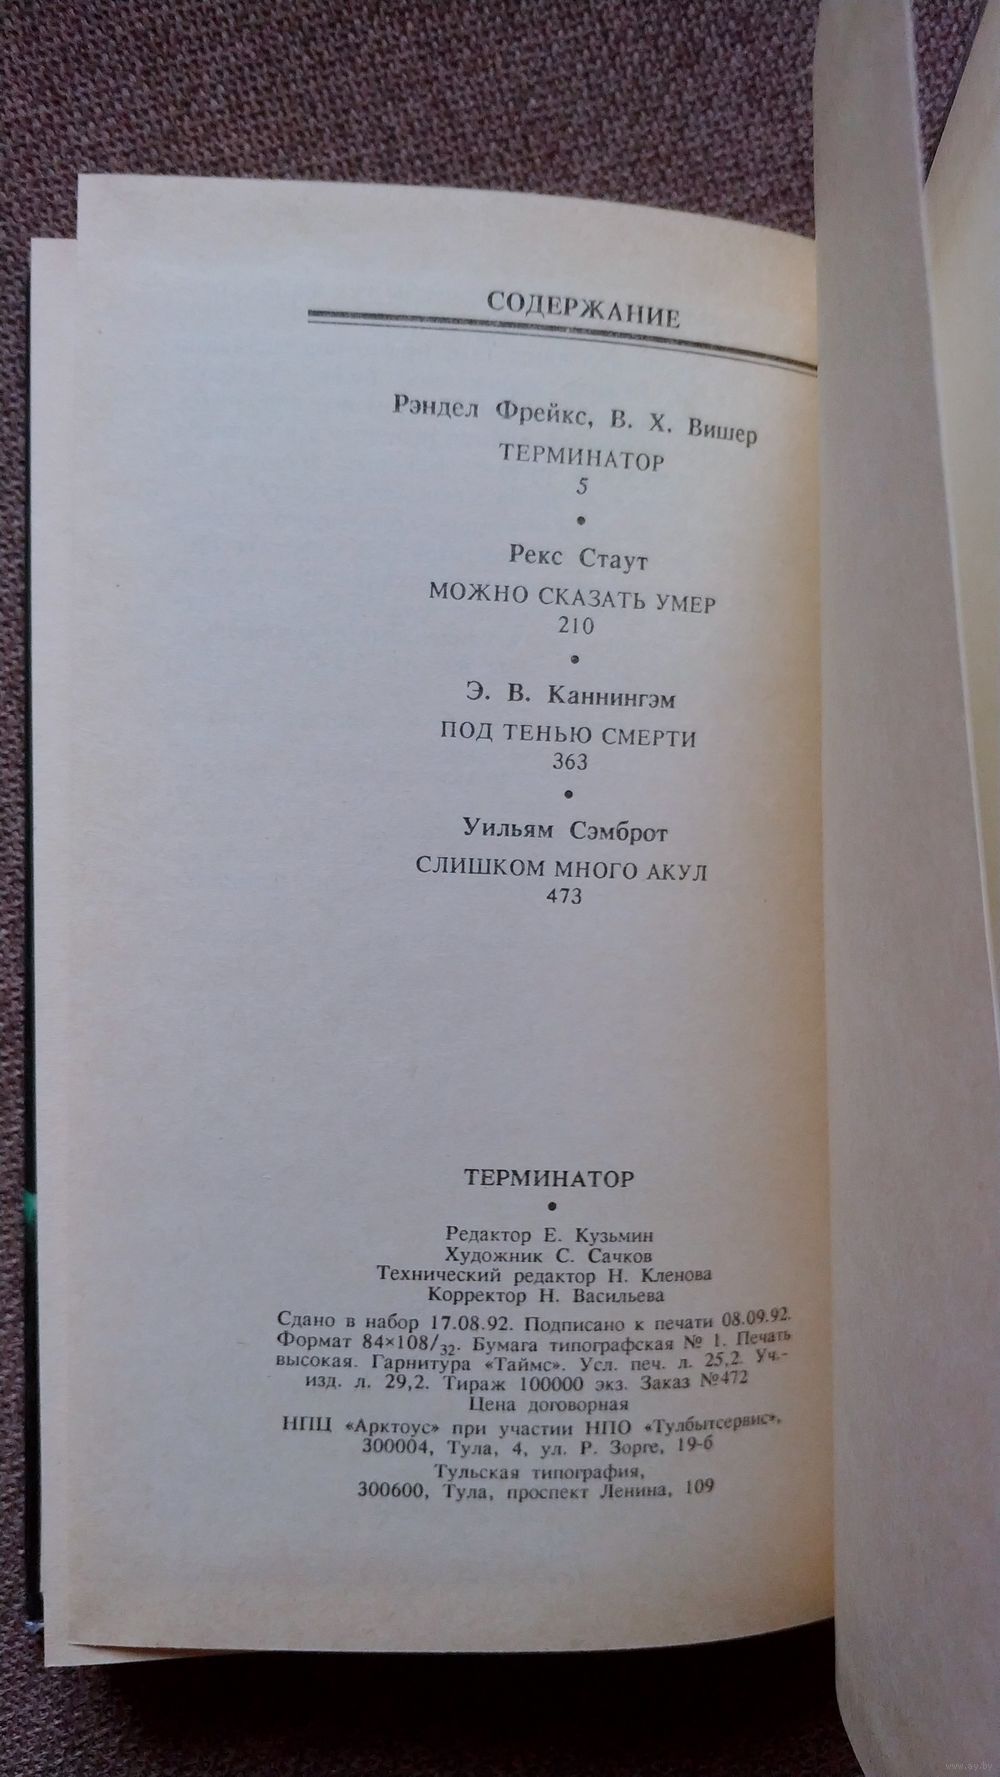 СОДЕРЖАНИЕ
Рэндел Фрейкс, В. Х. Вишер
ТЕРМИНАТОР
5
•
Рекс Стаут
МОЖНО СКАЗАТЬ УМЕР
210
•
Э. В. Каннингэм
ПОД ТЕНЬЮ СМЕРТИ
363
•
Уильям Сэмброт
СЛИШКОМ МНОГО АКУЛ
473
ТЕРМИНАТОР
•
Редактор Е. Кузьмин
Художник С. Сачков
Технический редактор Н. Кленова
Корректор Н. Васильева
Сдано в набор 17.08.92. Подписано к печати 08.09.92.
Формат 84×108/32. Бумага типографская № 1. Печать
высокая. Гарнитура «Таймс». Усл. печ. л. 25,2. Уч.-
изд. л. 29,2. Тираж 100000 экз. Заказ №472
Цена договорная
НПЦ «Арктоус» при участии НПО «Тулбытсервис»,
300004, Тула, 4, ул. Р. Зорге, 19-б
Тульская типография,
300600, Тула, проспект Ленина, 109
www.ay.by